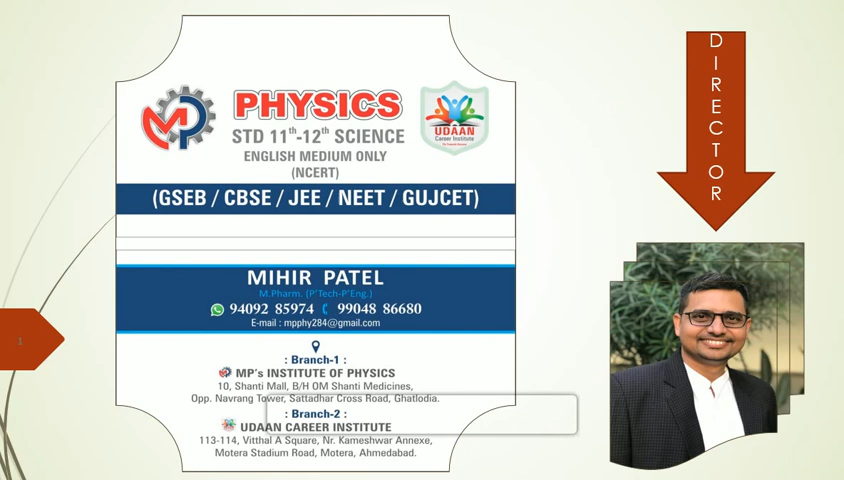 MP
PHYSICS
STD 11th-12th SCIENCE
ENGLISH MEDIUM ONLY
(NCERT)
UDAAN
Career Institute
(GSEB / CBSE / JEE / NEET / GUJCET)
MIHIR PATEL
M.Pharm. (P'Tech-P'Eng.)
94092 85974 99048 86680
E-mail : mpphy284@gmail.com
: Branch-1 :
MP's INSTITUTE OF PHYSICS
10, Shanti Mall, B/H OM Shanti Medicines,
Opp. Navrang Tower, Sattadhar Cross Road, Ghatlodia.
: Branch-2 :
UDAAN CAREER INSTITUTE
113-114, Vitthal A Square, Nr. Kameshwar Annexe,
Motera Stadium Road, Motera, Ahmedabad.
DIRECTOR
1